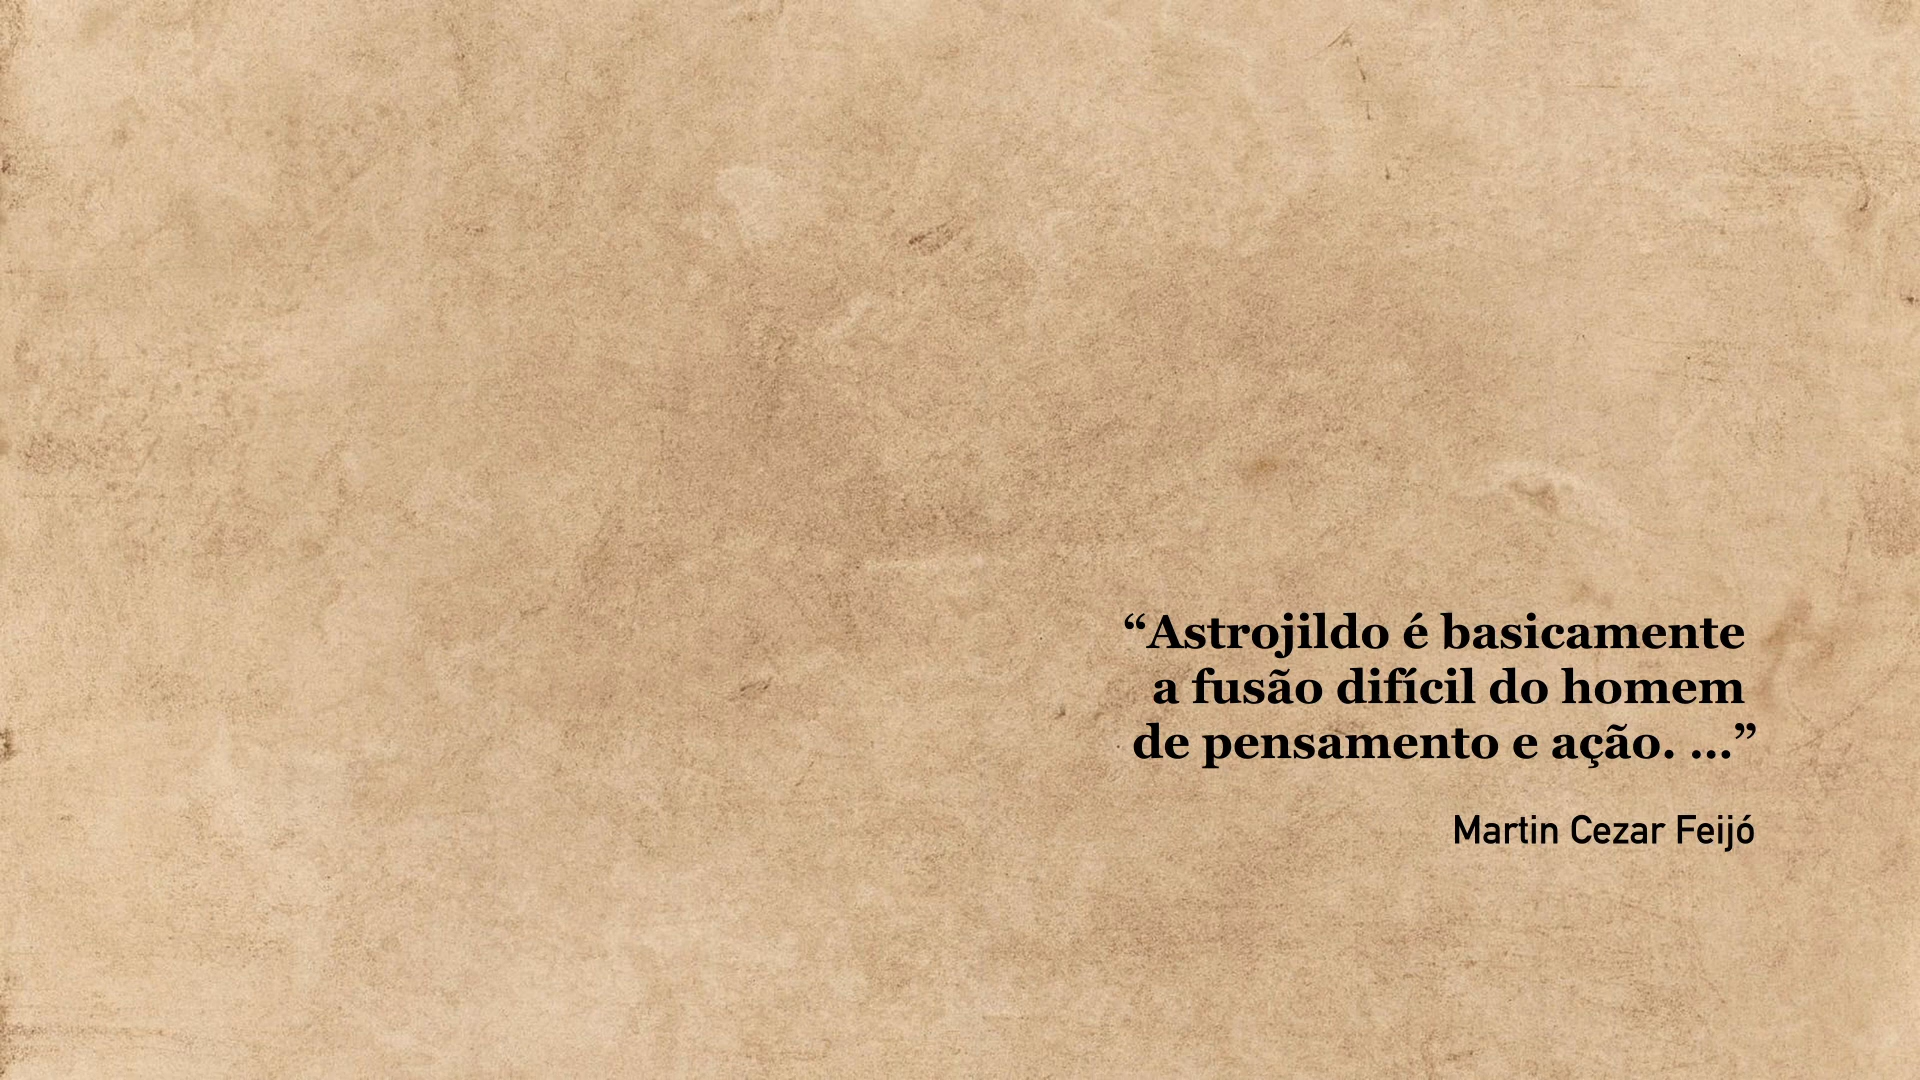 “Astrojildo é basicamente
a fusão difícil do homem
de pensamento e ação. ...”
Martin Cezar Feijó